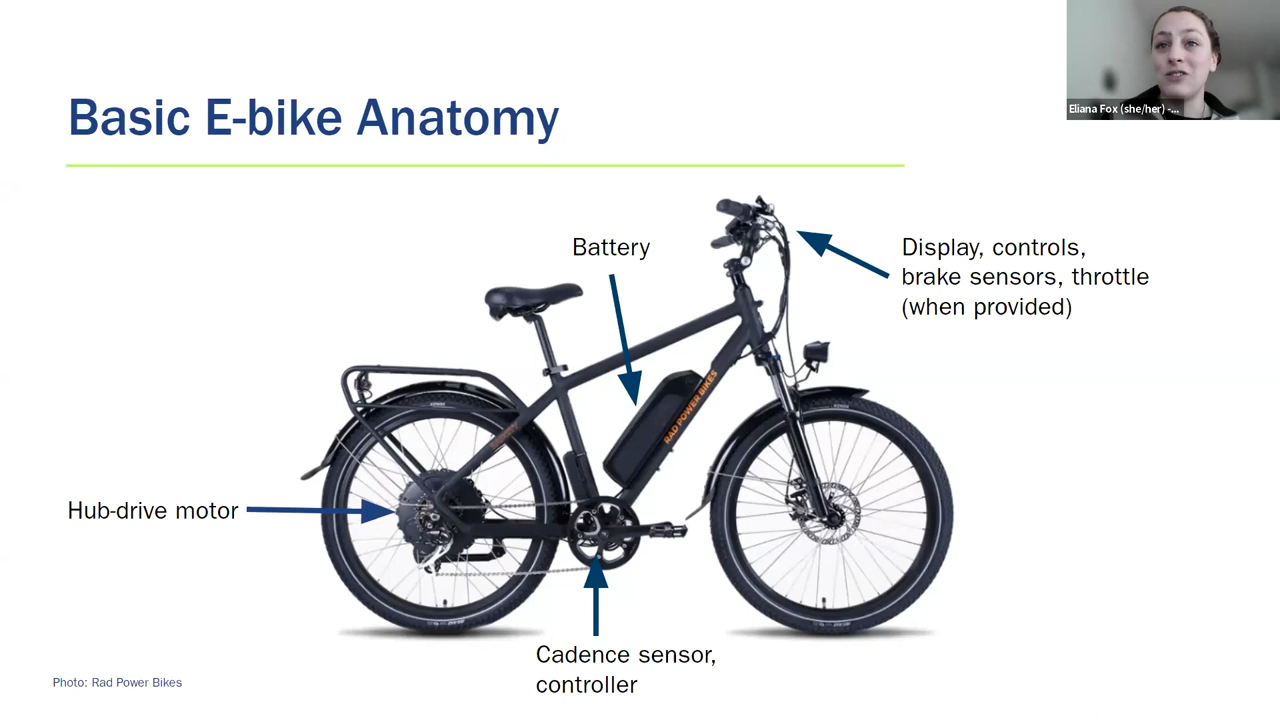 Eliana Fox (she/her) -...
Basic E-bike Anatomy
Battery
Display, controls,
brake sensors, throttle
(when provided)
RAD POWER BIKES
Hub-drive motor
Cadence sensor,
controller
Photo: Rad Power Bikes